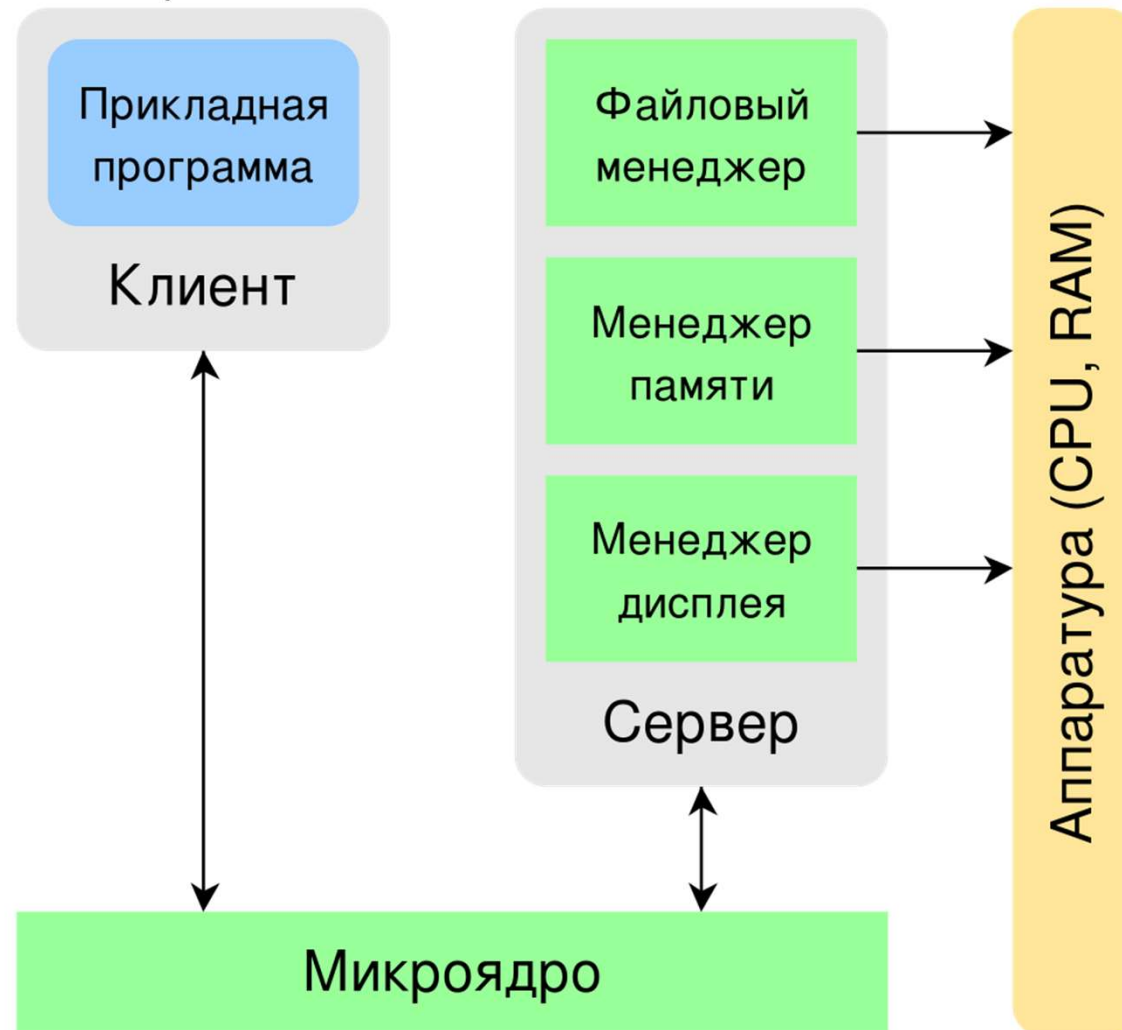 Прикладная
программа
Клиент
Файловый
менеджер
Менеджер
памяти
Менеджер
дисплея
Сервер
Аппаратура (CPU, RAM)
Микроядро